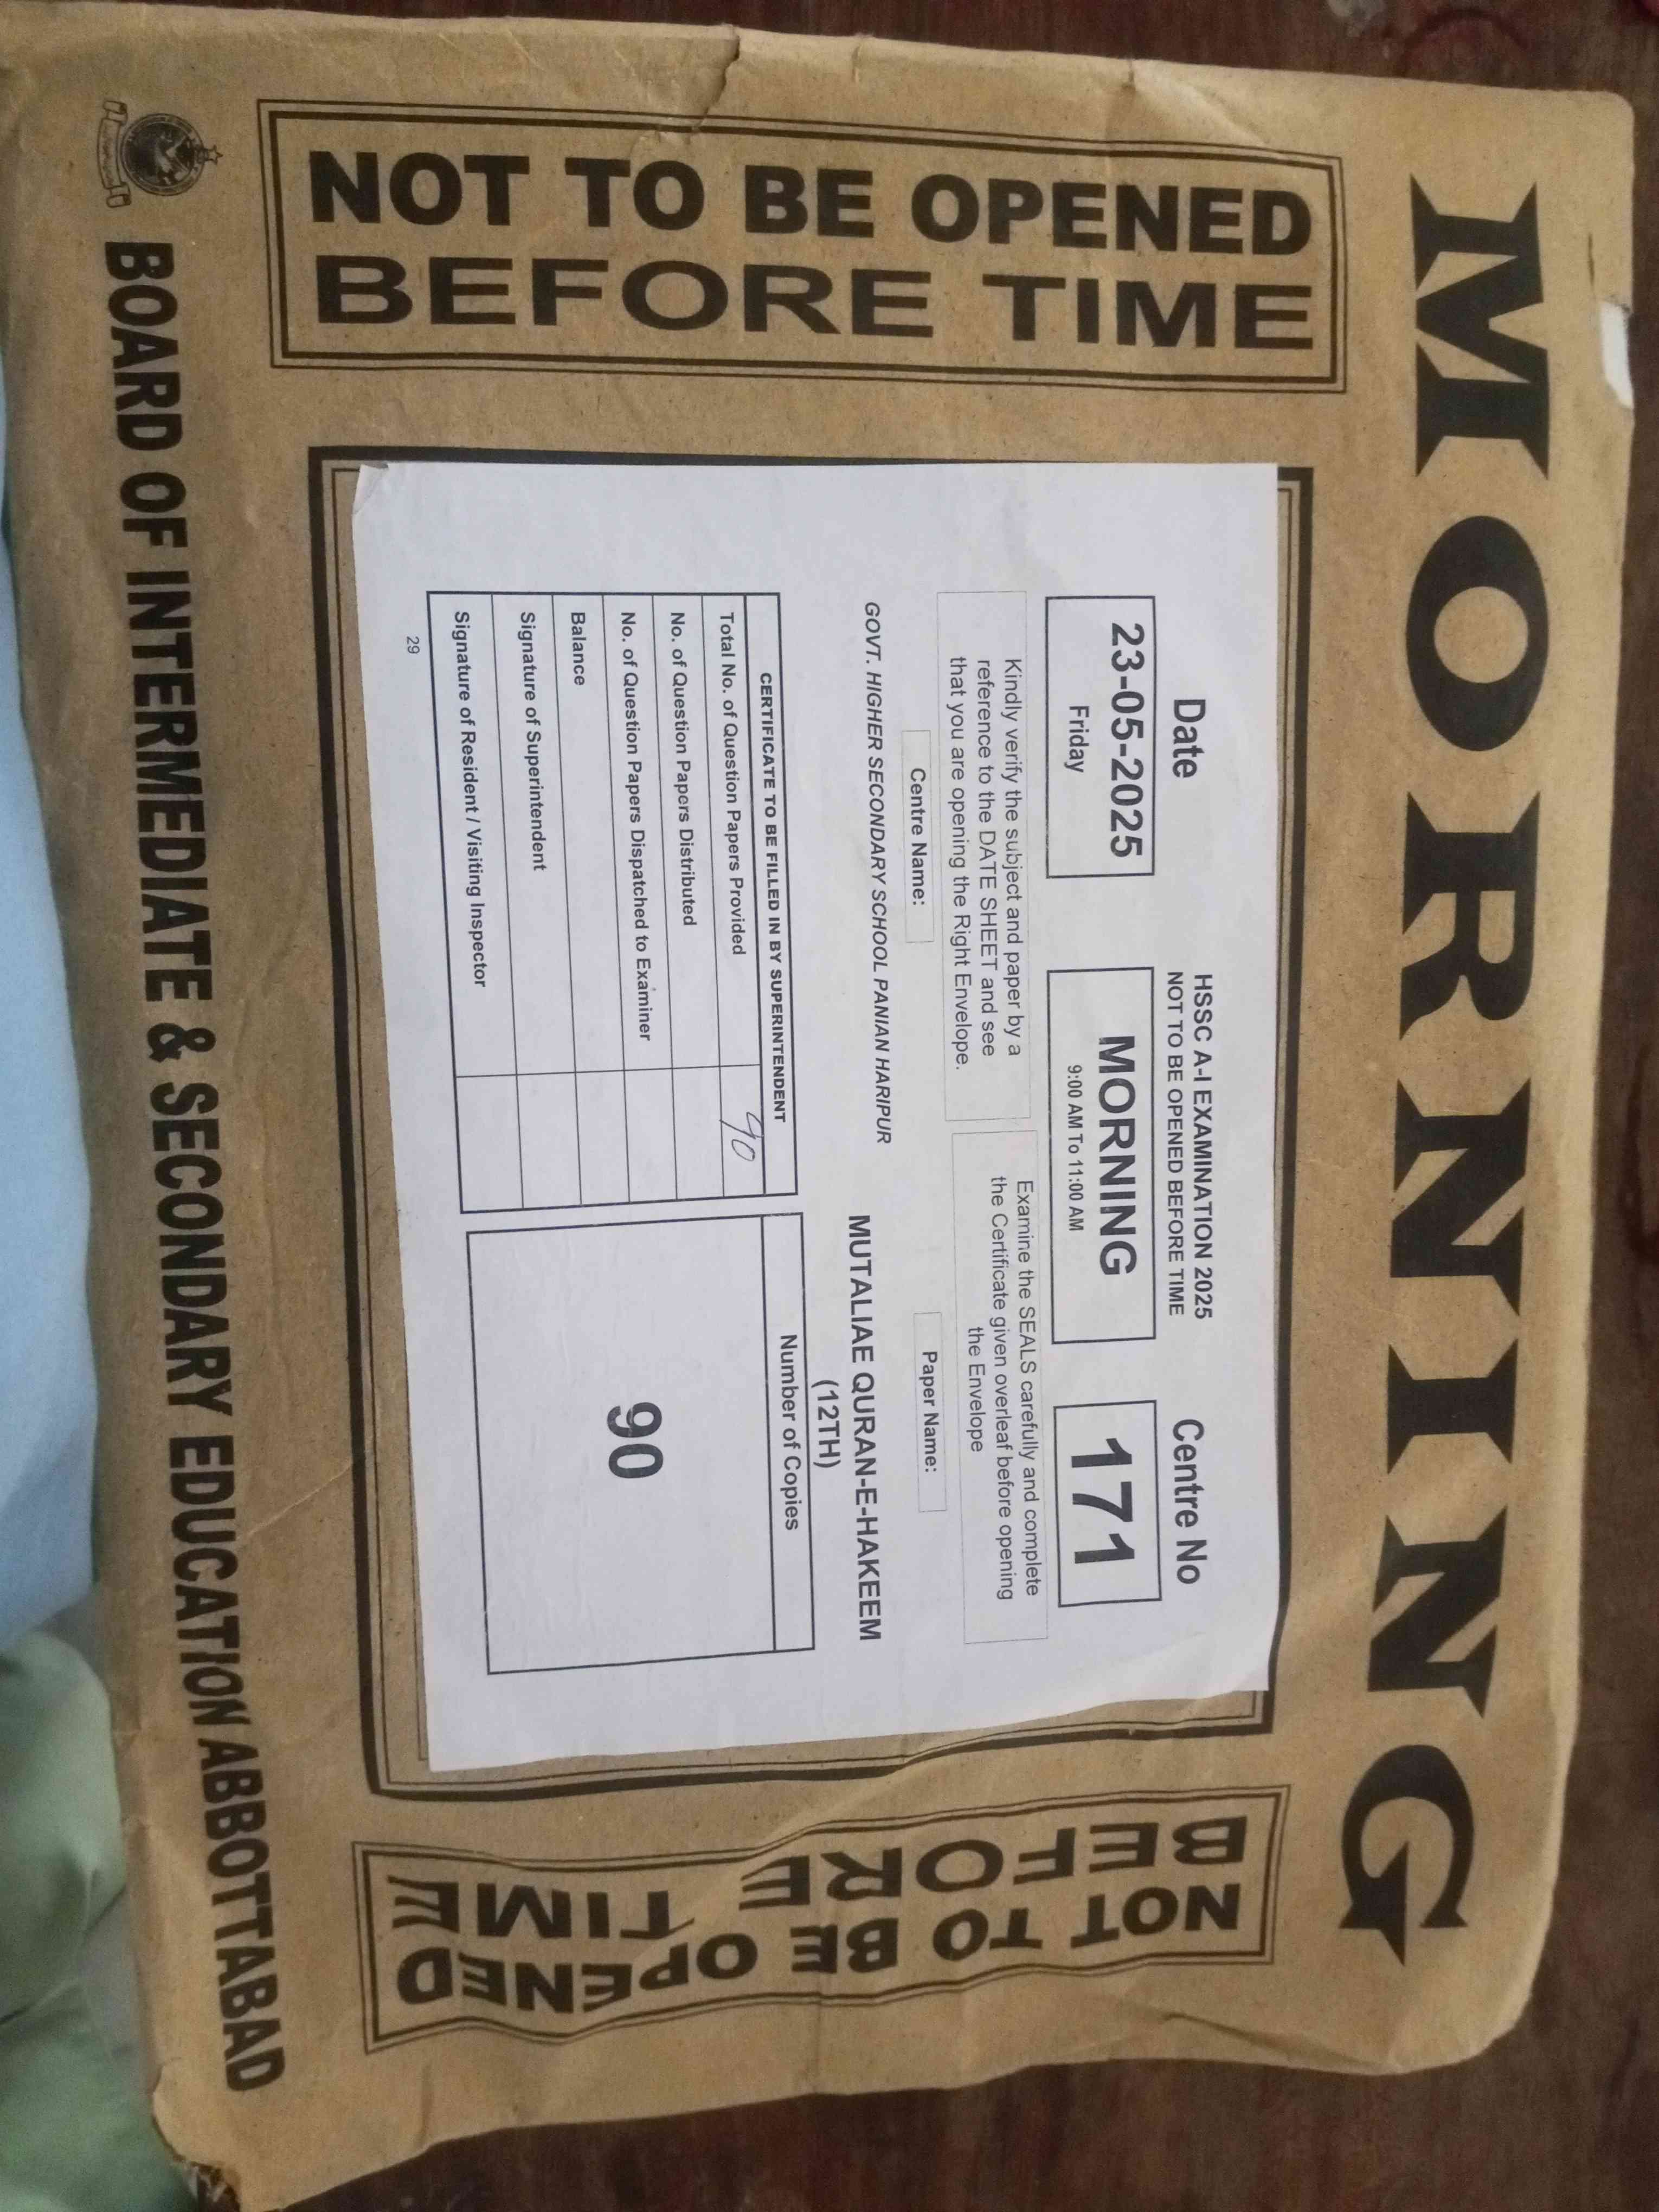 MORNING
NOT TO BE OPENED
BEFORE TIME
Date
HSSC A-I EXAMINATION 2025
NOT TO BE OPENED BEFORE TIME
Centre No
23-05-2025
Friday
MORNING
9:00 AM To 11:00 AM
171
Kindly verify the subject and paper by a
reference to the DATE SHEET and see
that you are opening the Right Envelope.
Examine the SEALS carefully and complete
the Certificate given overleaf before opening
the Envelope
Centre Name:
Paper Name:
GOVT. HIGHER SECONDARY SCHOOL PANIAN HARIPUR
MUTALIAE QURAN-E-HAKEEM
(12TH)
CERTIFICATE TO BE FILLED IN BY SUPERINTENDENT
Total No. of Question Papers Provided 90
No. of Question Papers Distributed
No. of Question Papers Dispatched to Examiner
Balance
Signature of Superintendent
Signature of Resident / Visiting Inspector
Number of Copies
90
29
NOT TO BE OPENED
BEFORE TIME
BOARD OF INTERMEDIATE & SECONDARY EDUCATION ABBOTTABAD